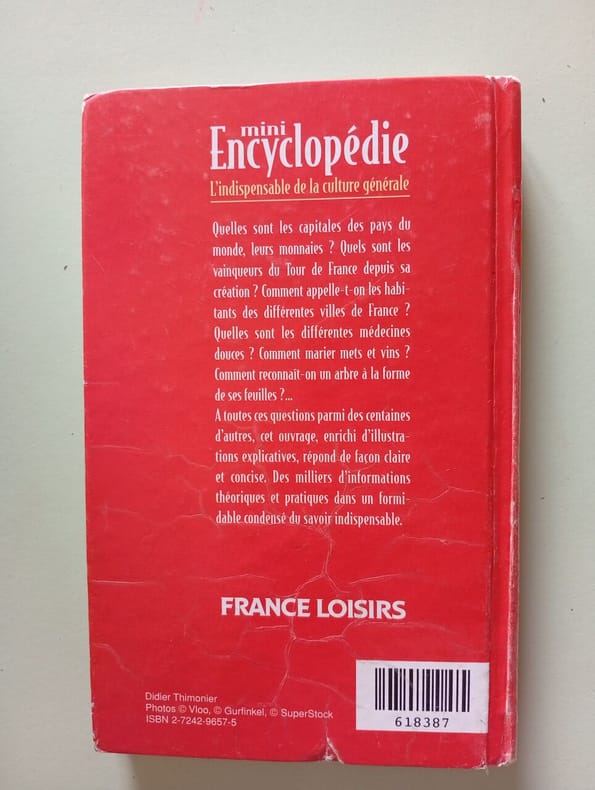 mini
Encyclopédie
L'indispensable de la culture générale
Quelles sont les capitales des pays du
monde, leurs monnaies ? Quels sont les
vainqueurs du Tour de France depuis sa
création ? Comment appelle-t-on les habi-
tants des différentes villes de France ?
Quelles sont les différentes médecines
douces ? Comment marier mets et vins ?
Comment reconnaît-on un arbre à la forme
de ses feuilles ?...
A toutes ces questions parmi des centaines
d'autres, cet ouvrage, enrichi d'illustra-
tions explicatives, répond de façon claire
et concise. Des milliers d'informations
théoriques et pratiques dans un formi-
dable condensé du savoir indispensable.
FRANCE LOISIRS
Didier Thimonier
Photos © Vloo, © Gurfinkel, © SuperStock
ISBN 2-7242-9657-5
618387